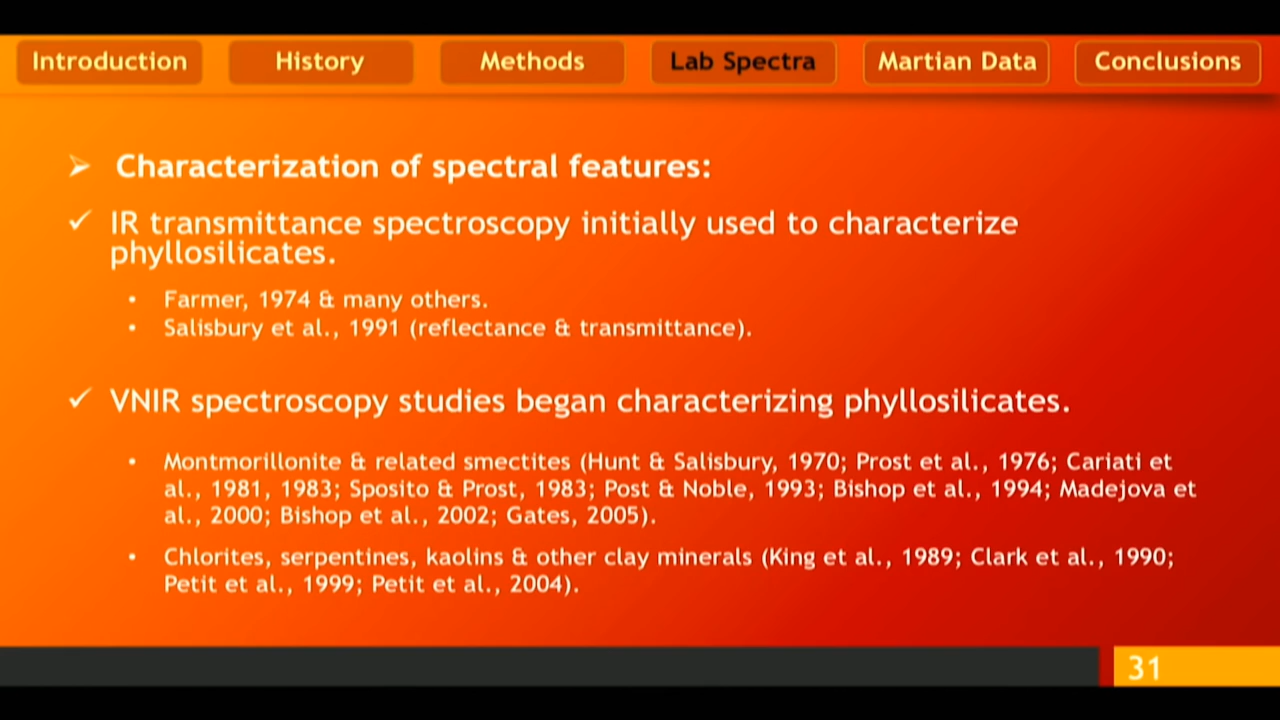 Introduction History Methods Lab Spectra Martian Data Conclusions
➢ Characterization of spectral features:
✓ IR transmittance spectroscopy initially used to characterize
phyllosilicates.
• Farmer, 1974 & many others.
• Salisbury et al., 1991 (reflectance & transmittance).
✓ VNIR spectroscopy studies began characterizing phyllosilicates.
• Montmorillonite & related smectites (Hunt & Salisbury, 1970; Prost et al., 1976; Cariati et
al., 1981, 1983; Sposito & Prost, 1983; Post & Noble, 1993; Bishop et al., 1994; Madejova et
al., 2000; Bishop et al., 2002; Gates, 2005).
• Chlorites, serpentines, kaolins & other clay minerals (King et al., 1989; Clark et al., 1990;
Petit et al., 1999; Petit et al., 2004).
31